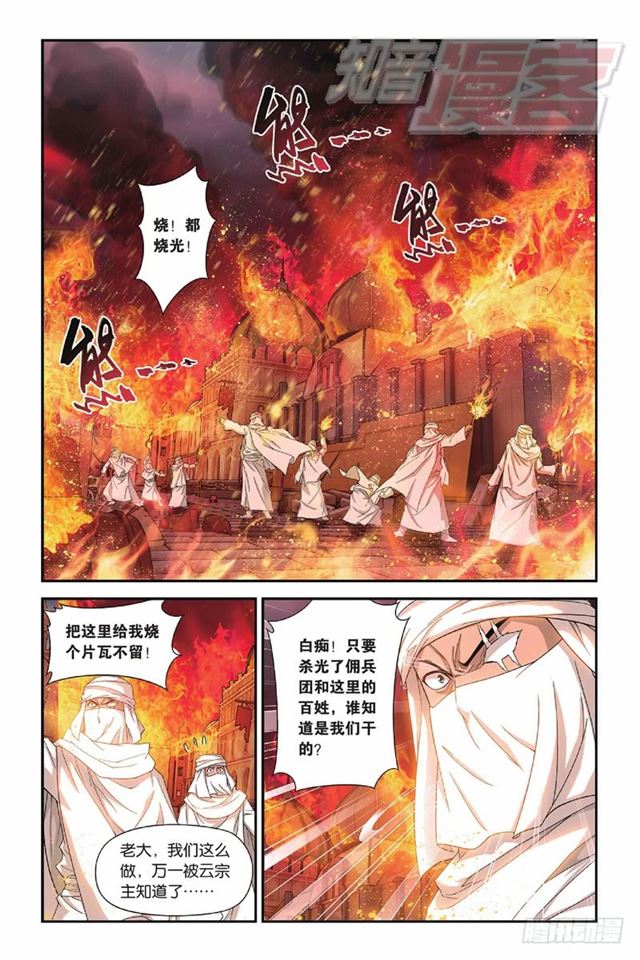 知音
漫客
熊
熊
烧！都
烧光！
熊
把这里给我烧
个片瓦不留！
老大，我们这么
做，万一被云宗
主知道了……
白痴！只要
杀光了佣兵
团和这里的
百姓，谁知
道是我们干
的？
腾讯动漫